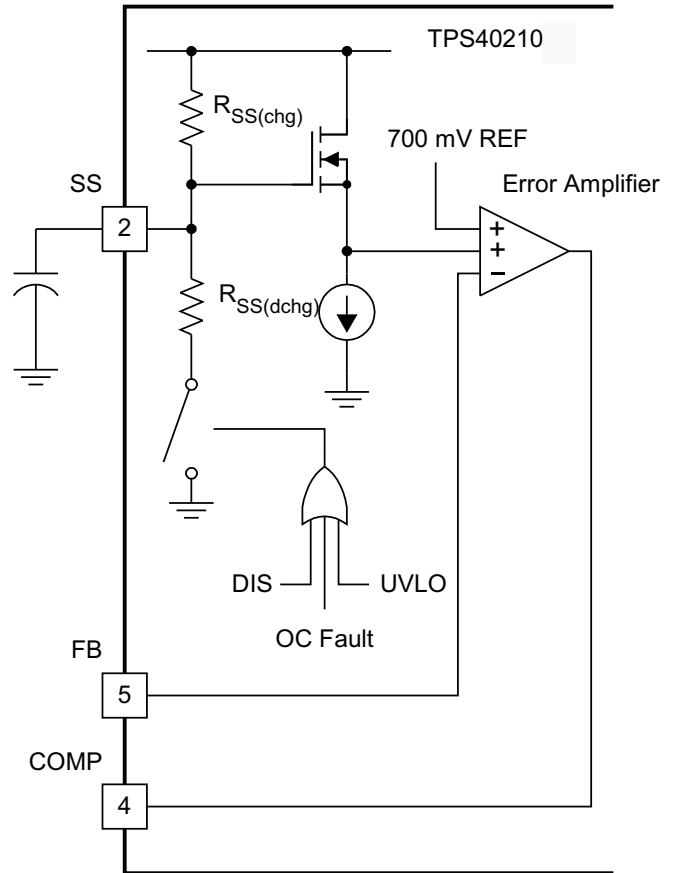 TPS40210
RSS(chg)
700 mV REF
SS
Error Amplifier
2
+
+
–
RSS(dchg)
DIS
UVLO
OC Fault
FB
5
COMP
4